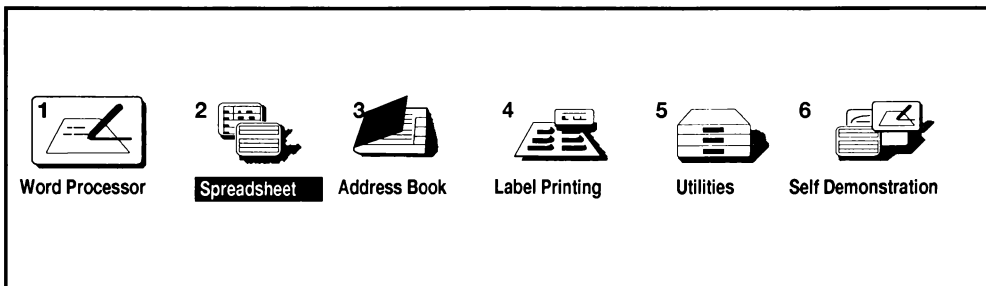 1 2 3 4 5 6
Word Processor Spreadsheet Address Book Label Printing Utilities Self Demonstration